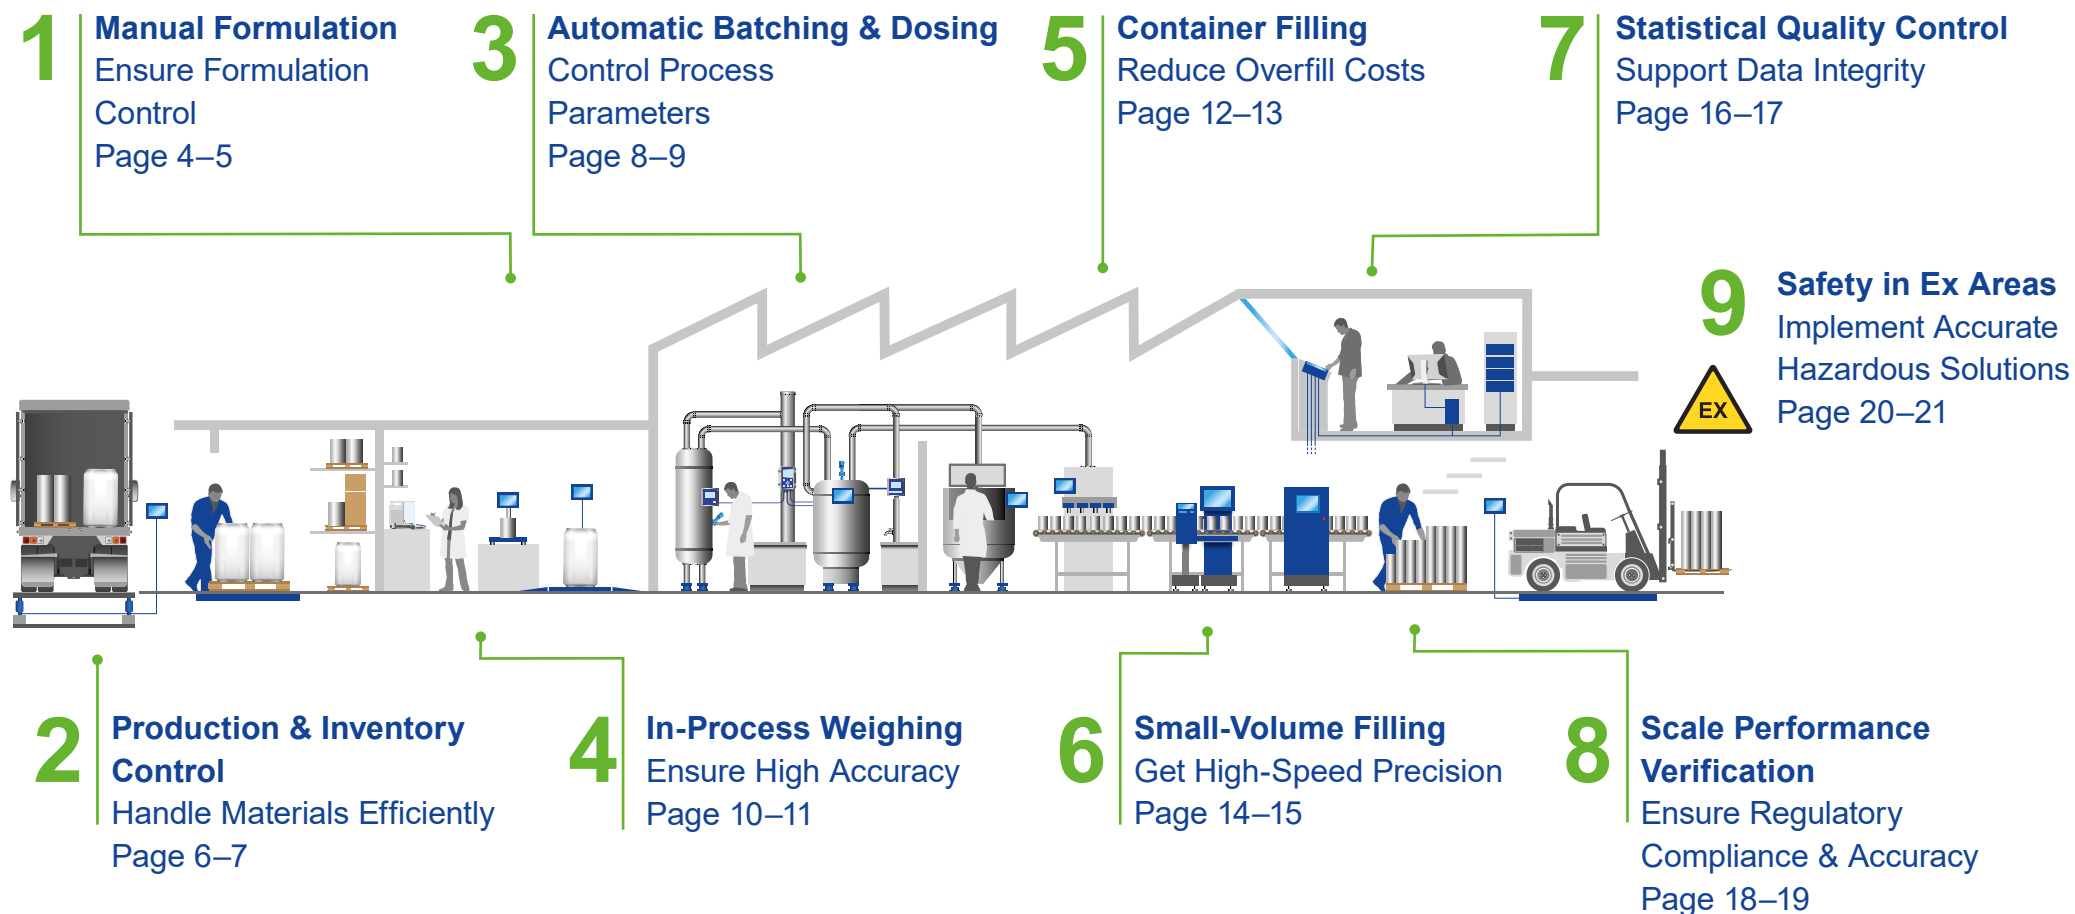 1
Manual Formulation
Ensure Formulation
Control
Page 4–5
3
Automatic Batching & Dosing
Control Process
Parameters
Page 8–9
5
Container Filling
Reduce Overfill Costs
Page 12–13
7
Statistical Quality Control
Support Data Integrity
Page 16–17
9
Safety in Ex Areas
Implement Accurate
Hazardous Solutions
Page 20–21
EX
2
Production & Inventory
Control
Handle Materials Efficiently
Page 6–7
4
In-Process Weighing
Ensure High Accuracy
Page 10–11
6
Small-Volume Filling
Get High-Speed Precision
Page 14–15
8
Scale Performance
Verification
Ensure Regulatory
Compliance & Accuracy
Page 18–19